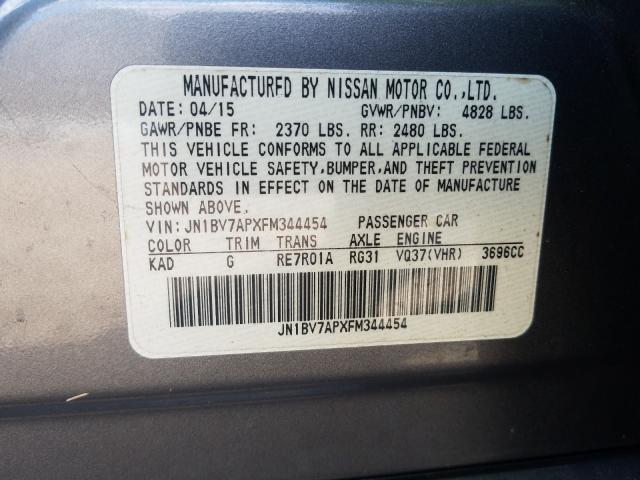 MANUFACTURED BY NISSAN MOTOR CO.,LTD.
DATE: 04/15 GVWR/PNBV: 4828 LBS.
GAWR/PNBE FR: 2370 LBS. RR: 2480 LBS.
THIS VEHICLE CONFORMS TO ALL APPLICABLE FEDERAL
MOTOR VEHICLE SAFETY, BUMPER, AND THEFT PREVENTION
STANDARDS IN EFFECT ON THE DATE OF MANUFACTURE
SHOWN ABOVE.
VIN: JN1BV7APXFM344454 PASSENGER CAR
COLOR TRIM TRANS AXLE ENGINE
KAD G RE7R01A RG31 VQ37(VHR) 3696CC
JN1BV7APXFM344454